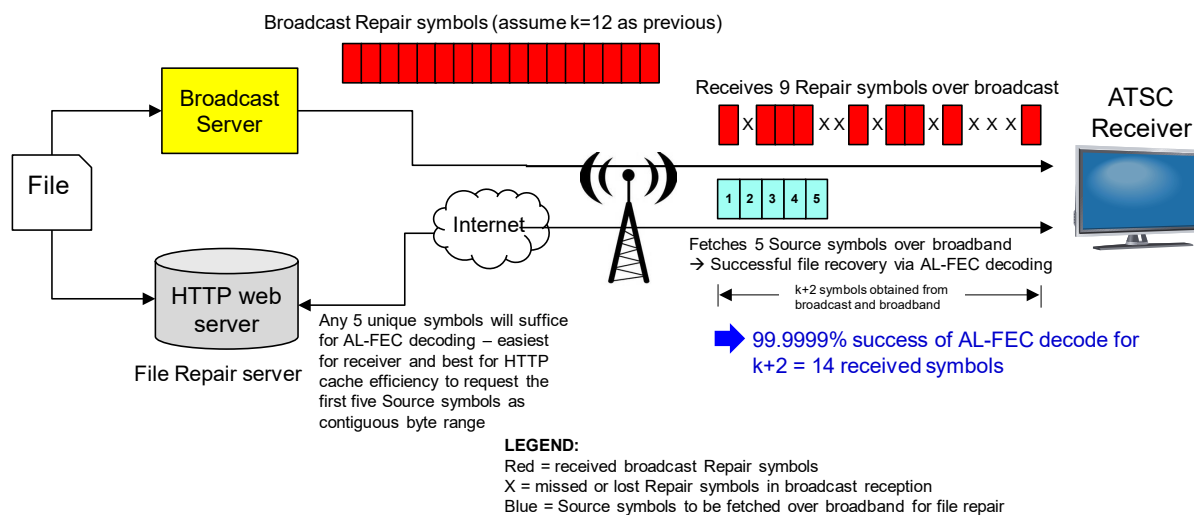 Broadcast Repair symbols (assume k=12 as previous)
Broadcast
Server
File
HTTP web
server
File Repair server
Internet
Any 5 unique symbols will suffice
for AL-FEC decoding – easiest
for receiver and best for HTTP
cache efficiency to request the
first five Source symbols as
contiguous byte range
Receives 9 Repair symbols over broadcast
X X X X X X X X
1 2 3 4 5
Fetches 5 Source symbols over broadband
→ Successful file recovery via AL-FEC decoding
k+2 symbols obtained from
broadcast and broadband
99.9999% success of AL-FEC decode for
k+2 = 14 received symbols
ATSC
Receiver
LEGEND:
Red = received broadcast Repair symbols
X = missed or lost Repair symbols in broadcast reception
Blue = Source symbols to be fetched over broadband for file repair